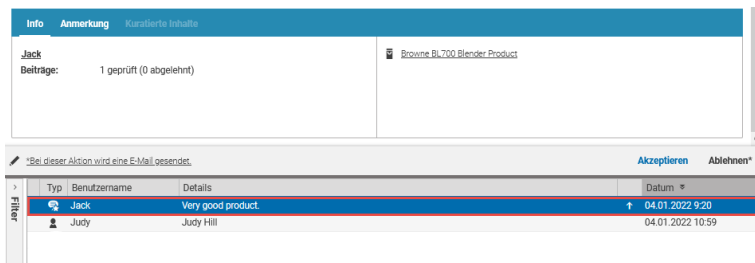 Info Anmerkung Kuratierte Inhalte
Jack
Beiträge: 1 geprüft (0 abgelehnt)
Browne BL700 Blender Product
*Bei dieser Aktion wird eine E-Mail gesendet. Akzeptieren Ablehnen*
Filter
Typ Benutzername Details Datum
Jack Very good product. 04.01.2022 9:20
Judy Judy Hill 04.01.2022 10:59